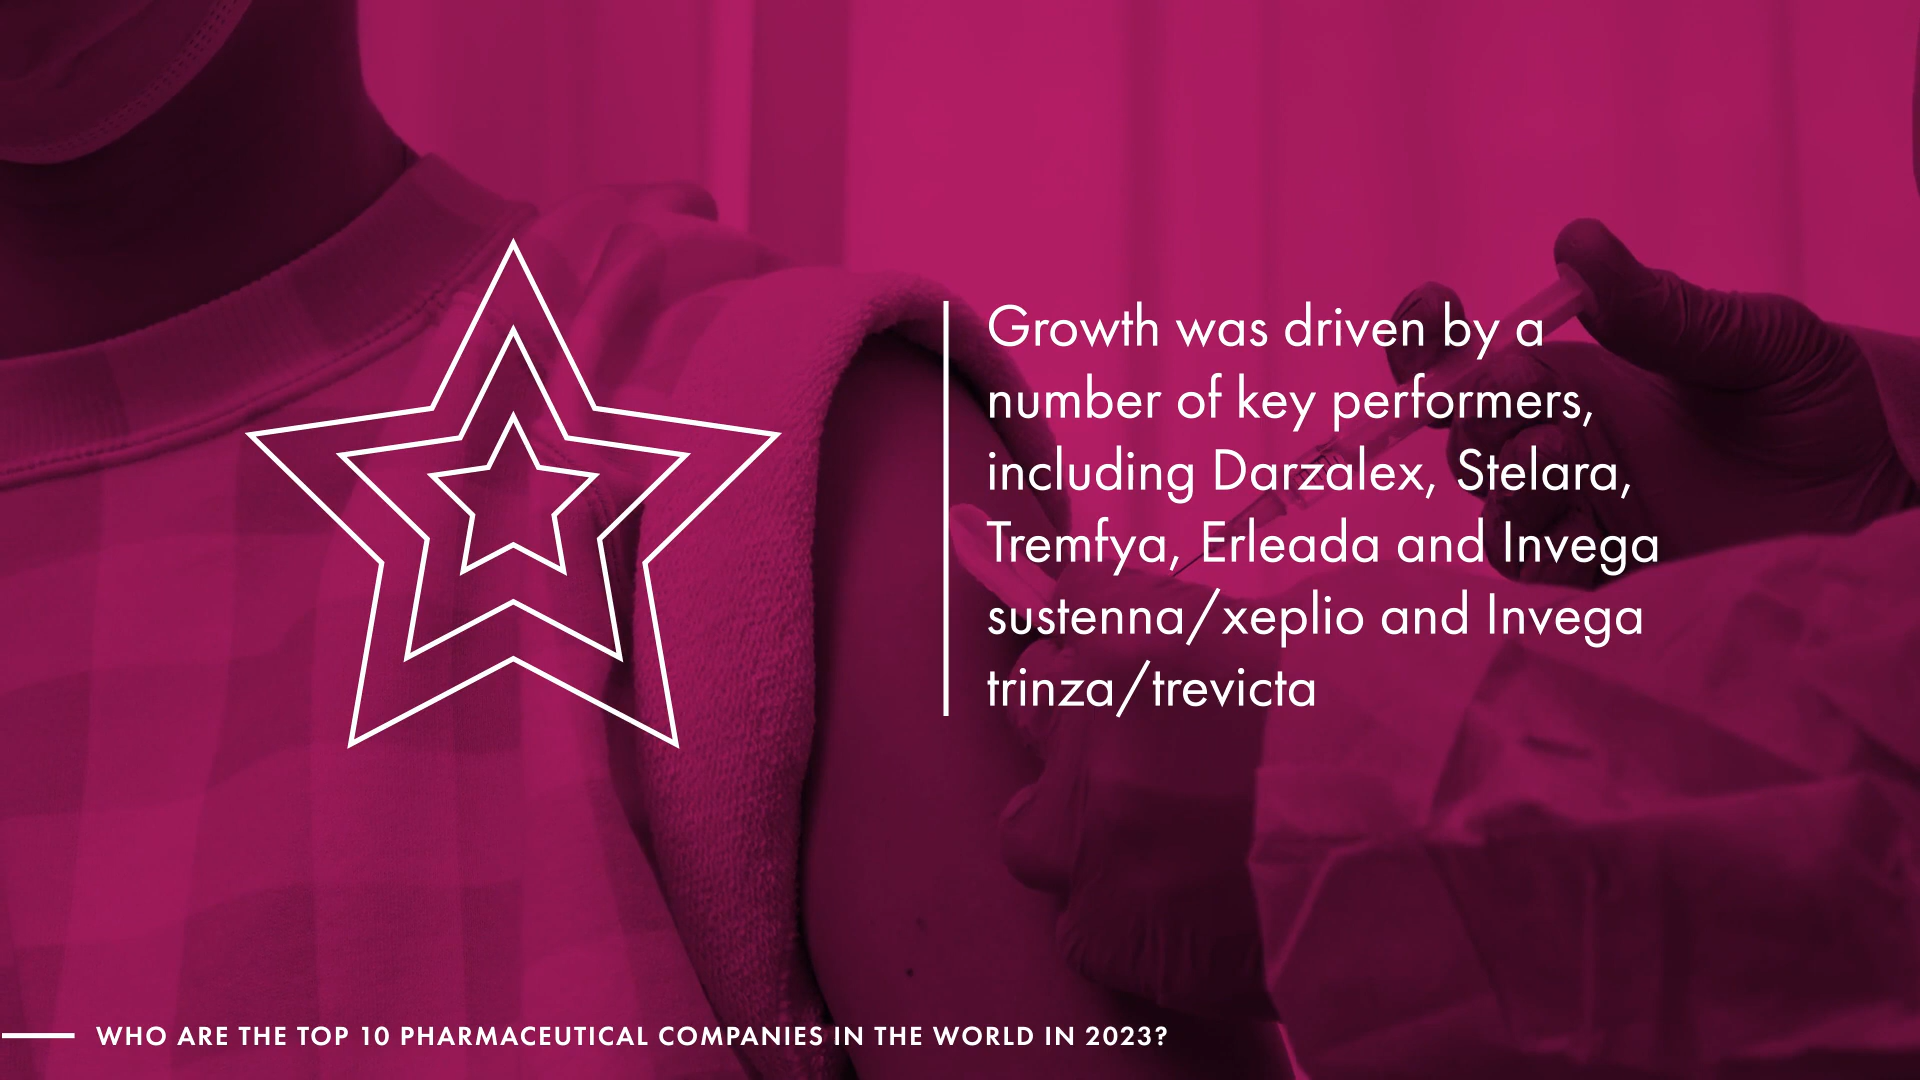 Growth was driven by a
number of key performers,
including Darzalex, Stelara,
Tremfya, Erleada and Invega
sustenna/xeplio and Invega
trinza/trevicta
WHO ARE THE TOP 10 PHARMACEUTICAL COMPANIES IN THE WORLD IN 2023?